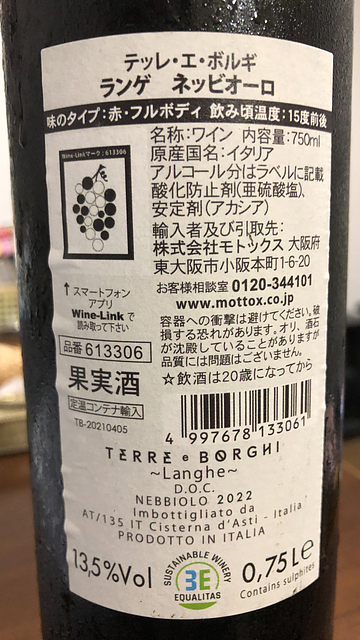 テッレ・エ・ボルギ
ランゲ ネッビオーロ
味のタイプ:赤・フルボディ 飲み頃温度:15度前後
Wine-Linkマーク:613306
↑スマートフォン
アプリ
Wine-Linkで
読み取って下さい
品番613306
果実酒
定温コンテナ輸入
TB-20210405
名称:ワイン 内容量:750ml
原産国名:イタリア
アルコール分はラベルに記載
酸化防止剤(亜硫酸塩)、
安定剤(アカシア)
輸入者及び引取先:
株式会社モトックス 大阪府
東大阪市小阪本町1-6-20
お客様相談室 0120-344101
www.mottox.co.jp
容器への衝撃は避けてください。破
損する恐れがあります。オリ、酒石
が沈殿していることがありますが
品質には問題はございません。
☆飲酒は20歳になってから
4 997678 133061
TERRE e BORGHI
~Langhe~
D.O.C.
NEBBIOLO 2022
Imbottigliato da
AT/135 IT Cisterna d'Asti - Italia
PRODOTTO IN ITALIA
13,5%Vol
SUSTAINABLE WINERY
3E
EQUALITAS
0,75Le
Contains sulphites